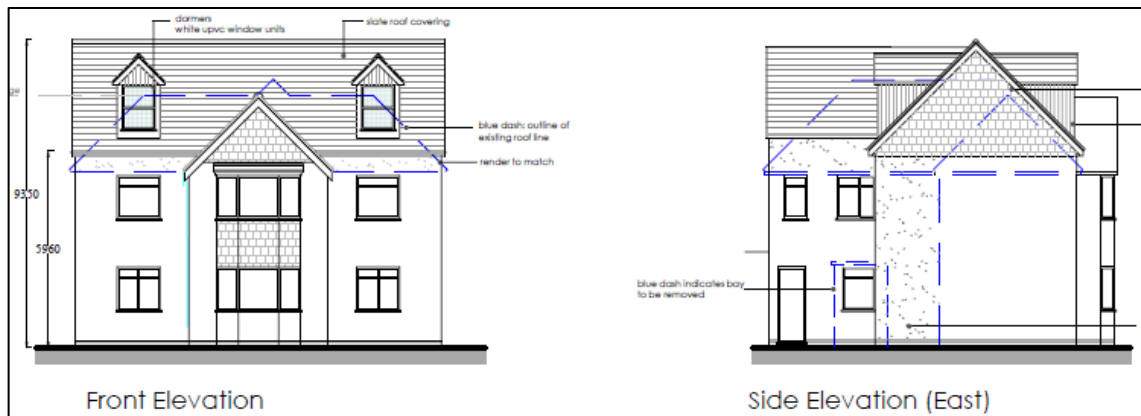 dormers
white upvc window units
slate roof covering
blue dash: outline of
existing roof line
render to match
9350
5960
blue dash indicates bay
to be removed
Front Elevation
Side Elevation (East)